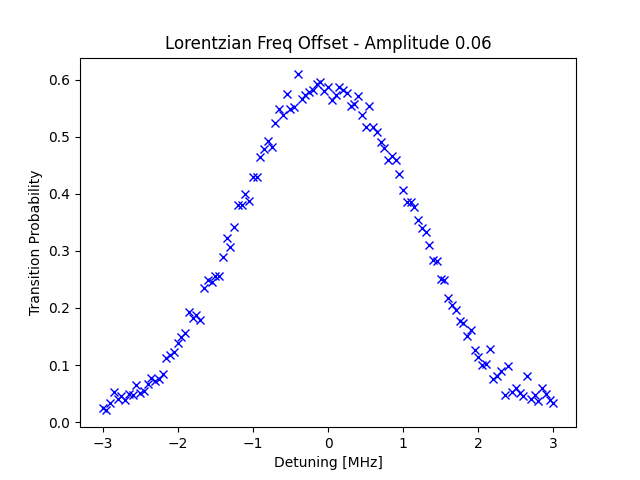 Lorentzian Freq Offset - Amplitude 0.06
Transition Probability
0.6
0.5
0.4
0.3
0.2
0.1
0.0
−3 −2 −1 0 1 2 3
Detuning [MHz]